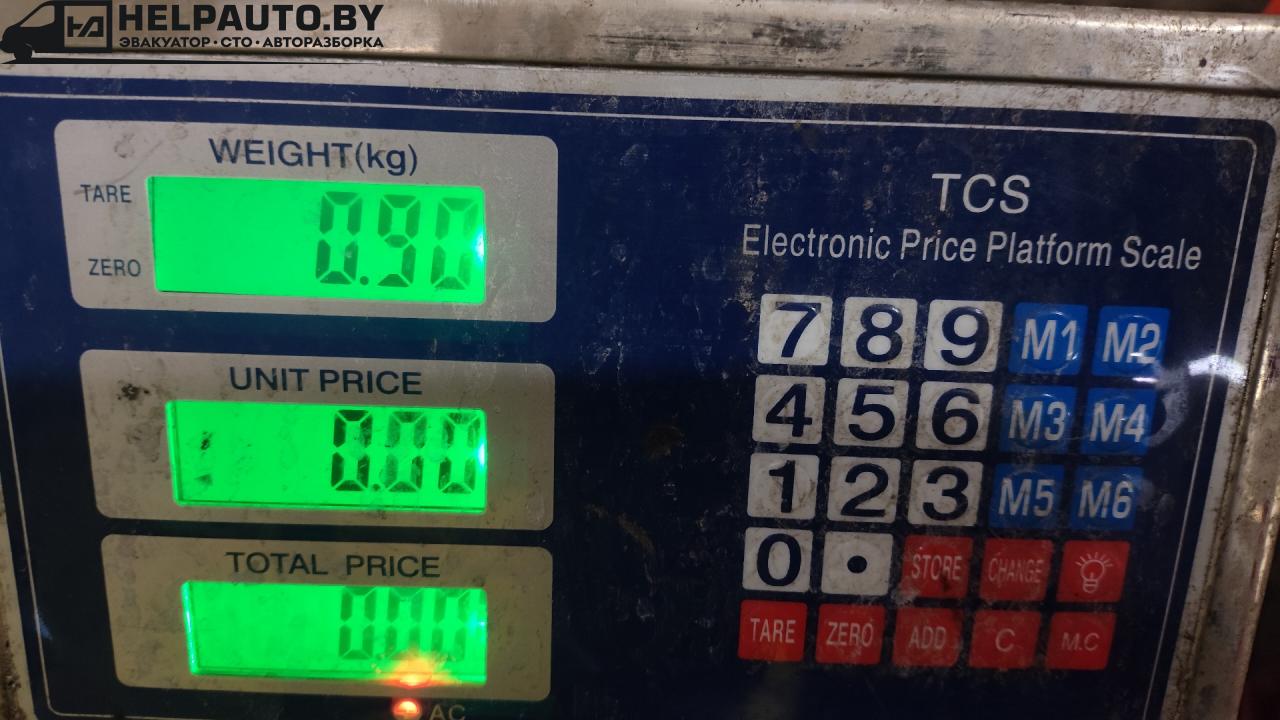 HELPAUTO.BY
ЭВАКУАТОР • СТО • АВТОРАЗБОРКА
WEIGHT(kg)
TARE
0.90
ZERO
TCS
Electronic Price Platform Scale
UNIT PRICE
0.00
TOTAL PRICE
0.00
AC
7 8 9 M1 M2
4 5 6 M3 M4
1 2 3 M5 M6
0 • STORE CHANGE
TARE ZERO ADD C M.C